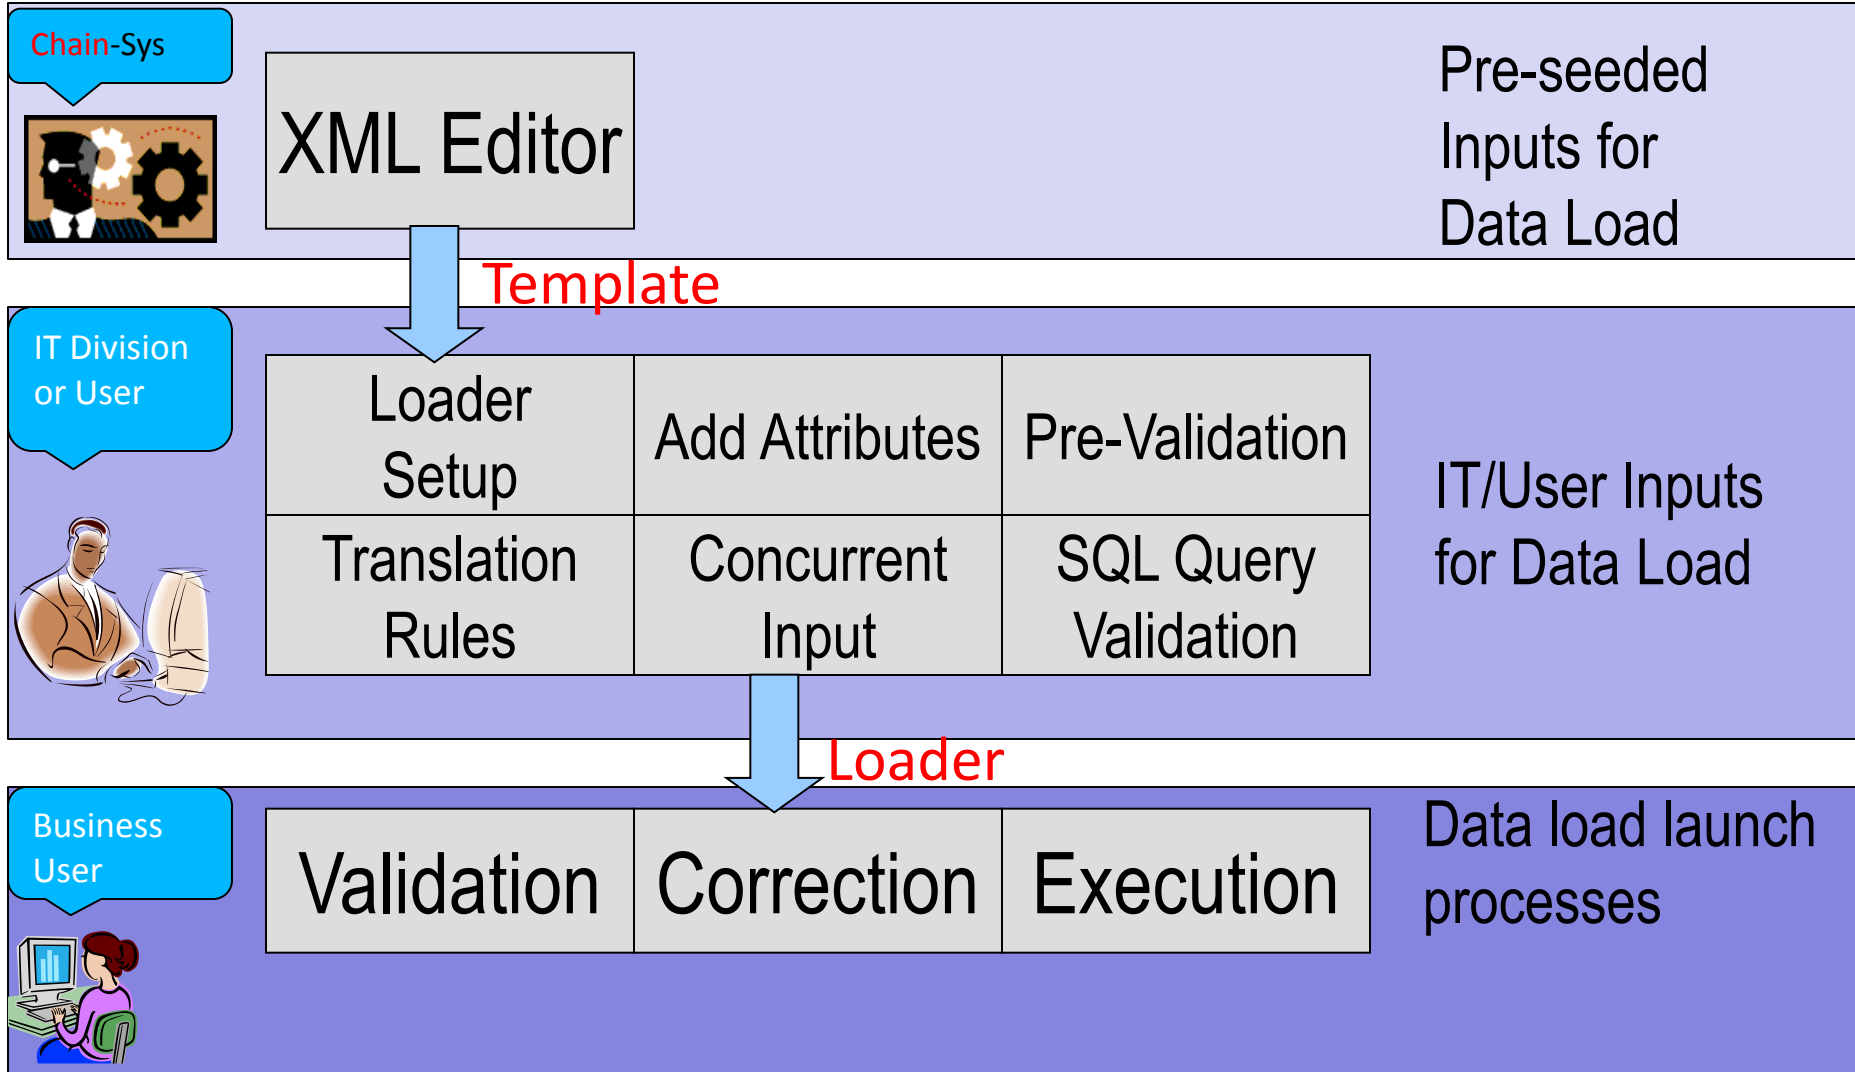 Chain-Sys
XML Editor
Pre-seeded
Inputs for
Data Load
Template
IT Division
or User
Loader
Setup
Add Attributes
Pre-Validation
Translation
Rules
Concurrent
Input
SQL Query
Validation
IT/User Inputs
for Data Load
Loader
Business
User
Validation
Correction
Execution
Data load launch
processes